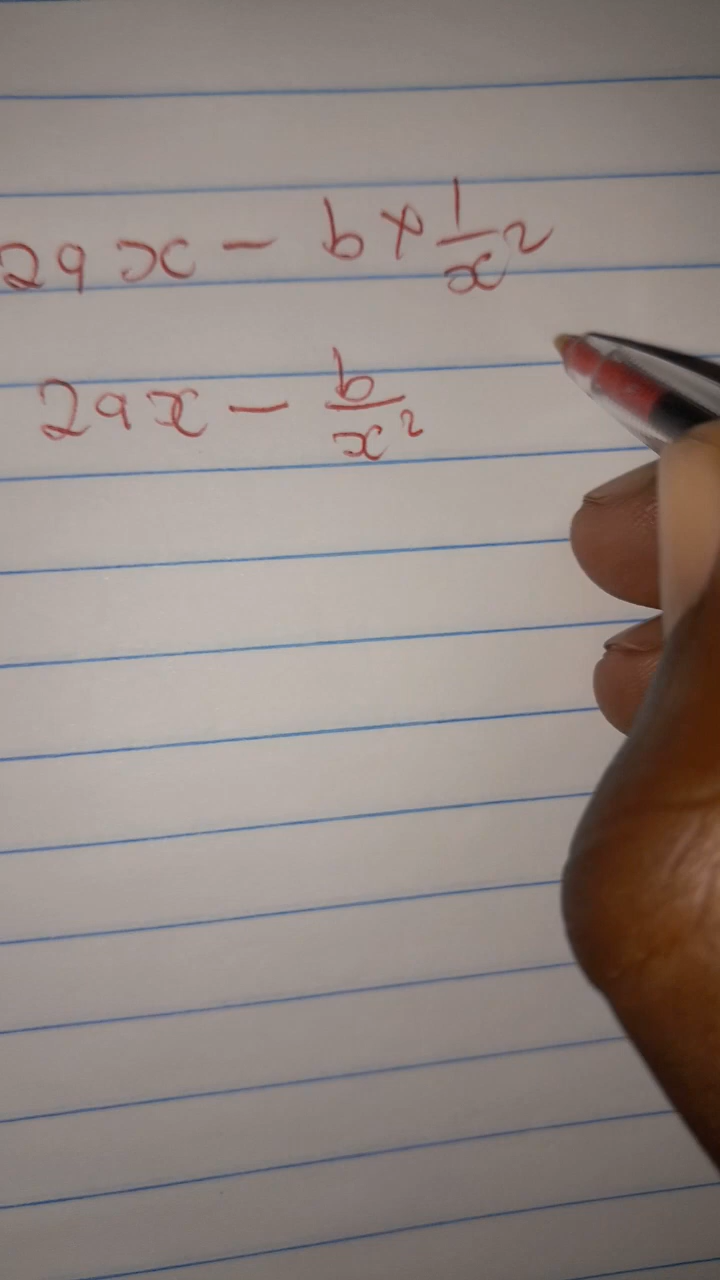 2ax - b × 1/x²
2ax - b/x²